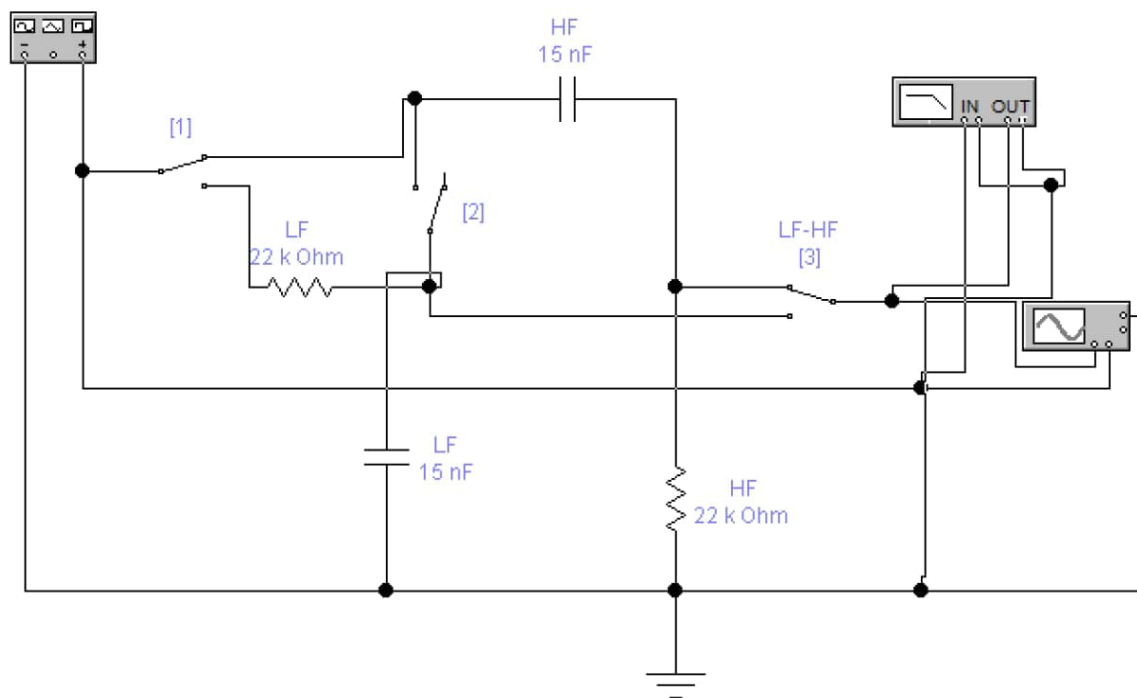 HF
15 nF
IN OUT
[1]
[2]
LF
22 k Ohm
LF-HF
[3]
LF
15 nF
HF
22 k Ohm